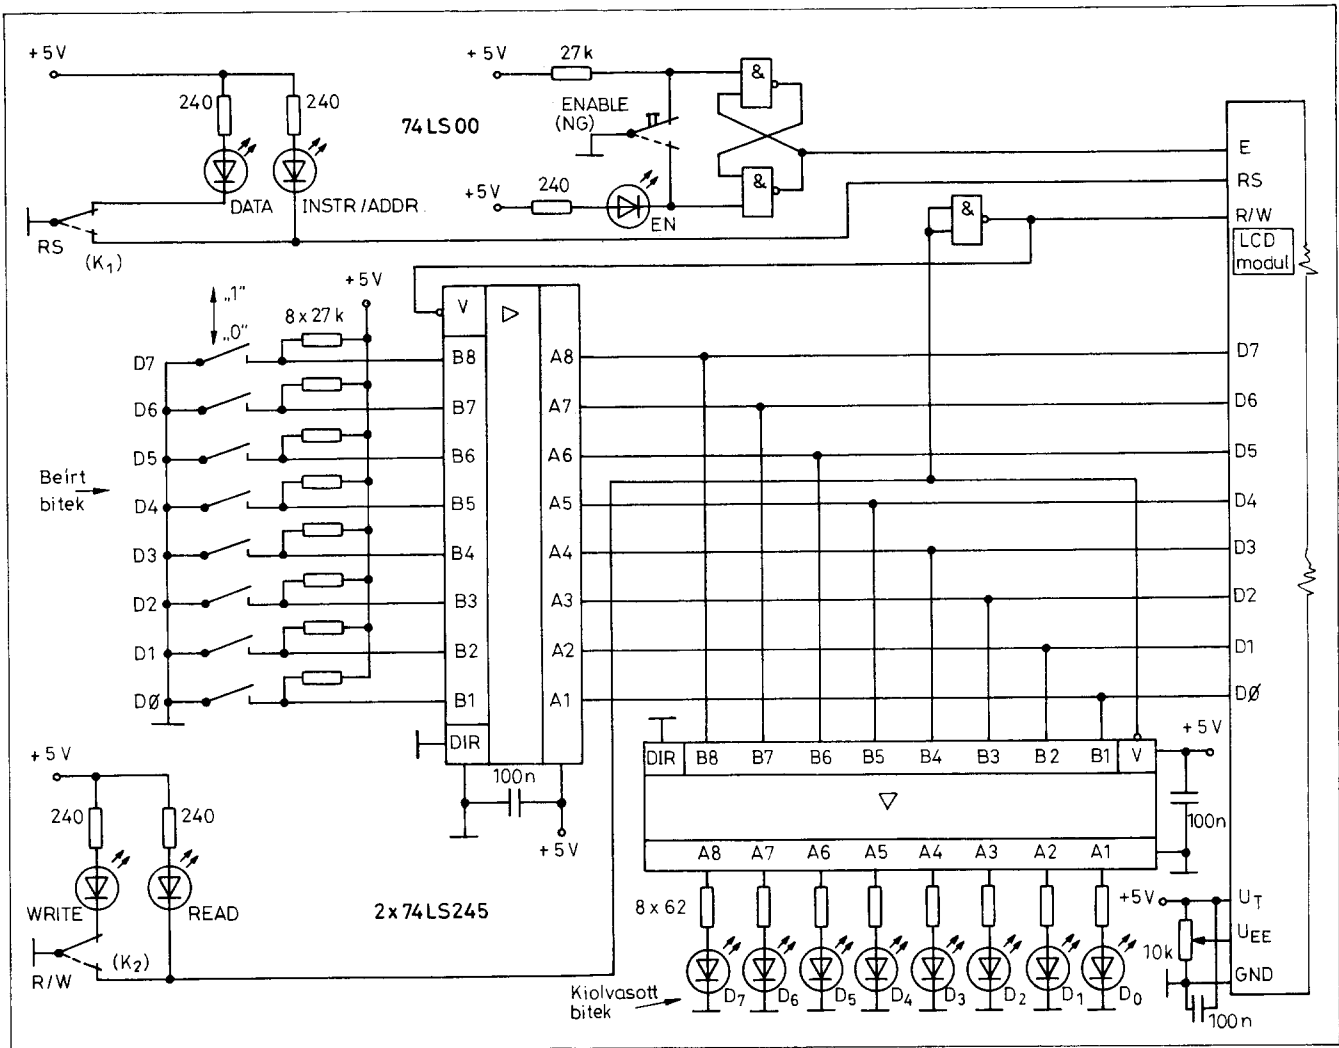 +5V
240
240
DATA
INSTR/ADDR.
RS
(K1)
74LS00
+5V
27k
ENABLE
(NG)
&
+5V
240
EN
&
&
E
RS
R/W
LCD
modul
D7
D6
D5
D4
D3
D2
D1
DØ
UT
UEE
GND
„1"
„0"
8x27k
+5V
D7
D6
D5
D4
D3
D2
D1
DØ
Beírt
bitek
V
▷
B8
B7
B6
B5
B4
B3
B2
B1
DIR
A8
A7
A6
A5
A4
A3
A2
A1
100n
+5V
+5V
240
240
WRITE
READ
R/W
(K2)
2x74LS245
DIR
B8
B7
B6
B5
B4
B3
B2
B1
V
▽
A8
A7
A6
A5
A4
A3
A2
A1
+5V
100n
8x62
D7
D6
D5
D4
D3
D2
D1
D0
Kiolvasott
bitek
+5V
10k
100n